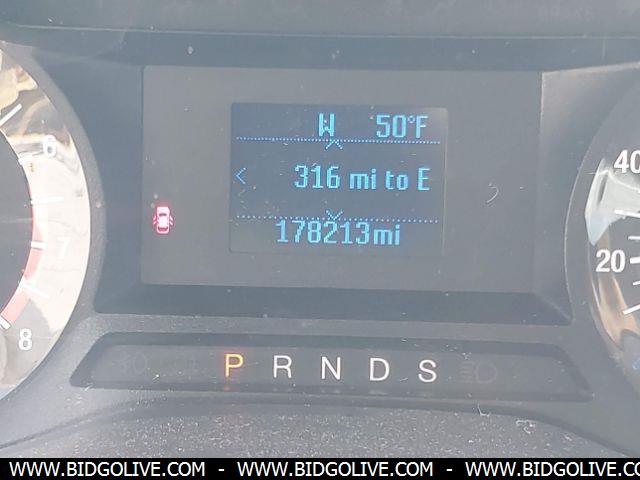 W 50°F
6
40
316 mi to E
178213mi
7
20
8
P R N D S
WWW.BIDGOLIVE.COM - WWW.BIDGOLIVE.COM - WWW.BIDGOLIVE.COM